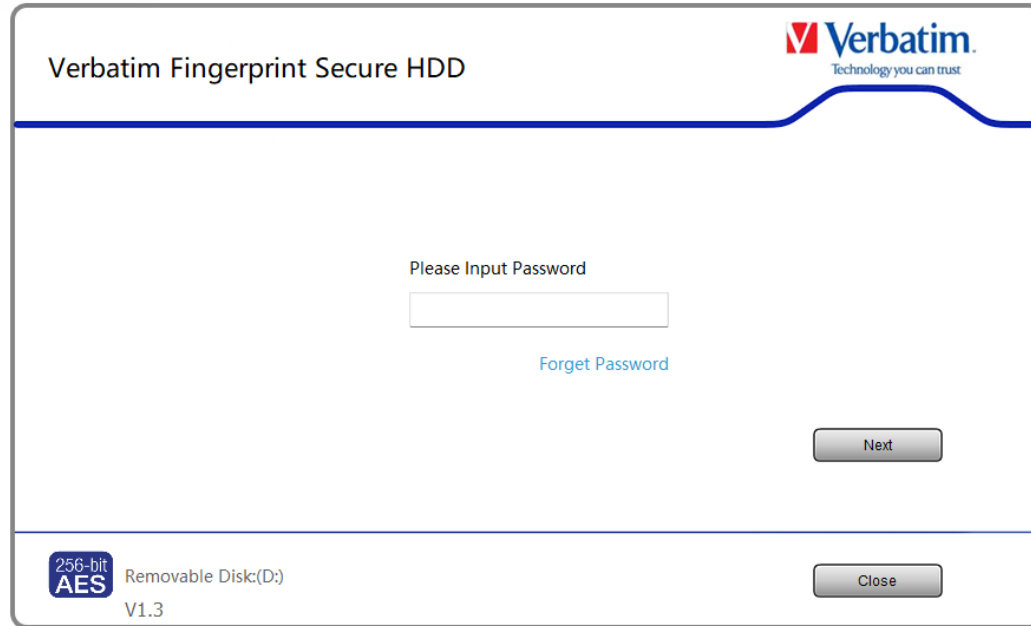 Verbatim Fingerprint Secure HDD
Verbatim.
Technology you can trust
Please Input Password
Forget Password
Next
256-bit
AES
Removable Disk:(D:)
V1.3
Close